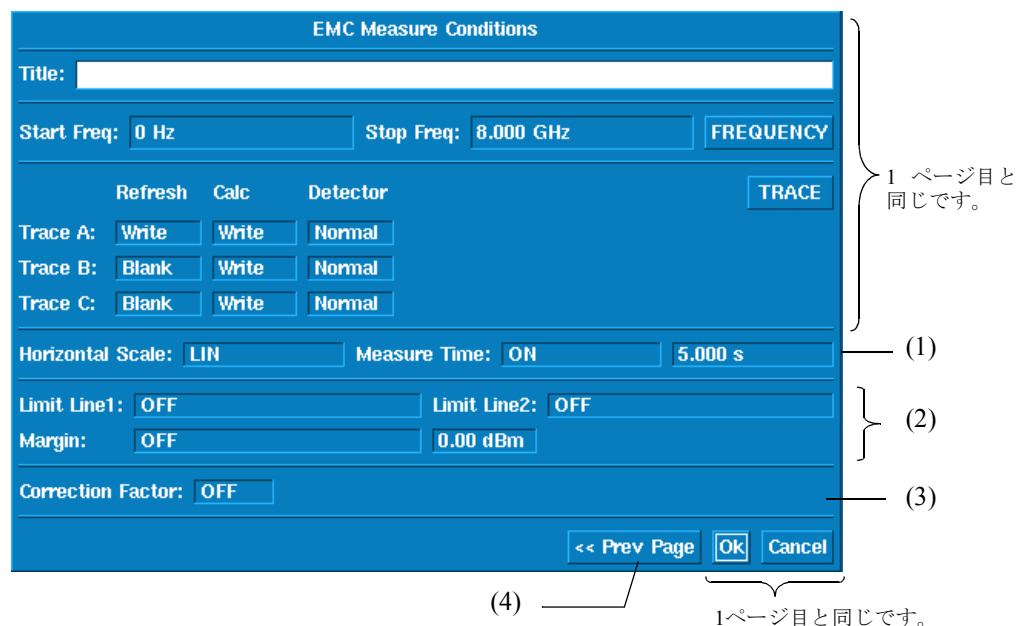 EMC Measure Conditions
Title:
Start Freq: 0 Hz Stop Freq: 8.000 GHz FREQUENCY
Refresh Calc Detector TRACE
Trace A: Write Write Normal
Trace B: Blank Write Normal
Trace C: Blank Write Normal
1 ページ目と
同じです。
Horizontal Scale: LIN Measure Time: ON 5.000 s (1)
Limit Line1: OFF Limit Line2: OFF
Margin: OFF 0.00 dBm
(2)
Correction Factor: OFF (3)
<< Prev Page Ok Cancel
(4)
1ページ目と同じです。